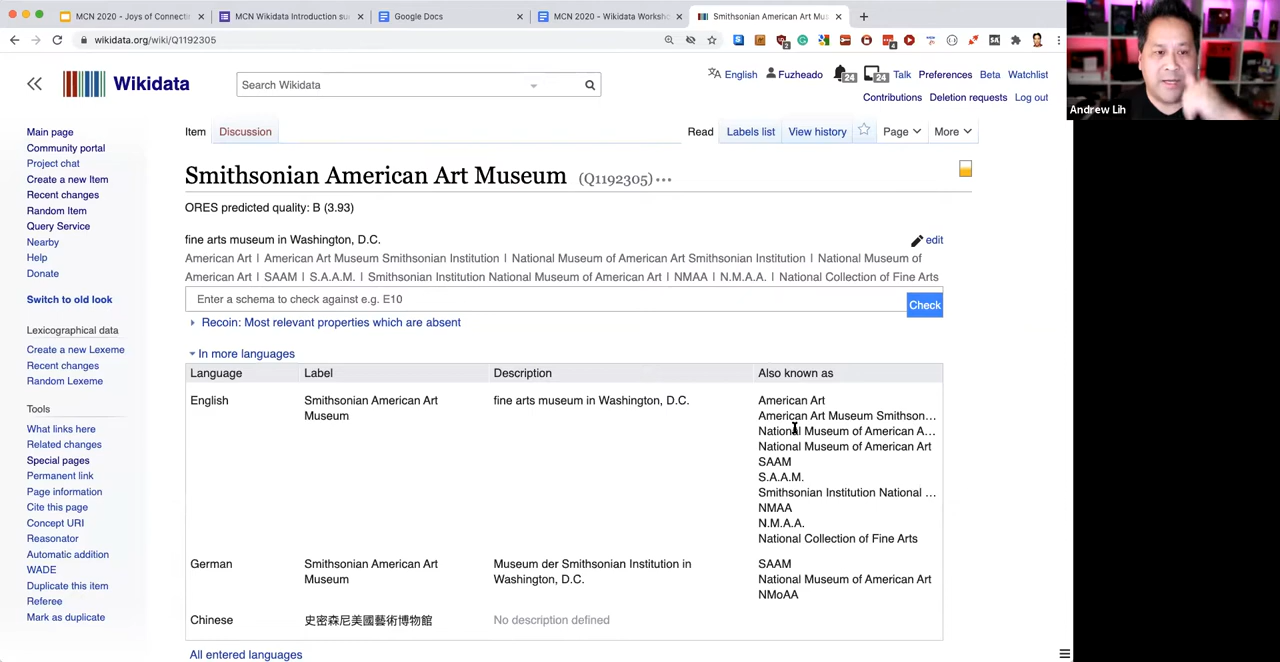 MCN 2020 - Joys of Connecti
MCN Wikidata Introduction su
Google Docs
MCN 2020 - Wikidata Worksh
Smithsonian American Art Mus
wikidata.org/wiki/Q1192305
Andrew Lih
Wikidata
Search Wikidata
English
Fuzheado
24
24
Talk
Preferences
Beta
Watchlist
Contributions
Deletion requests
Log out
Main page
Community portal
Project chat
Create a new Item
Recent changes
Random Item
Query Service
Nearby
Help
Donate
Switch to old look
Lexicographical data
Create a new Lexeme
Recent changes
Random Lexeme
Tools
What links here
Related changes
Special pages
Permanent link
Page information
Cite this page
Concept URI
Reasonator
Automatic addition
WADE
Duplicate this item
Referee
Mark as duplicate
Item
Discussion
Read
Labels list
View history
Page
More
Smithsonian American Art Museum (Q1192305)
ORES predicted quality: B (3.93)
fine arts museum in Washington, D.C.
edit
American Art | American Art Museum Smithsonian Institution | National Museum of American Art Smithsonian Institution | National Museum of
American Art | SAAM | S.A.A.M. | Smithsonian Institution National Museum of American Art | NMAA | N.M.A.A. | National Collection of Fine Arts
Enter a schema to check against e.g. E10
Check
Recoin: Most relevant properties which are absent
In more languages
Language Label Description Also known as
English Smithsonian American Art fine arts museum in Washington, D.C. American Art
Museum American Art Museum Smithson...
National Museum of American A...
National Museum of American Art
SAAM
S.A.A.M.
Smithsonian Institution National ...
NMAA
N.M.A.A.
National Collection of Fine Arts
German Smithsonian American Art Museum der Smithsonian Institution in SAAM
Museum Washington, D.C. National Museum of American Art
NMoAA
Chinese 史密森尼美國藝術博物館 No description defined
All entered languages